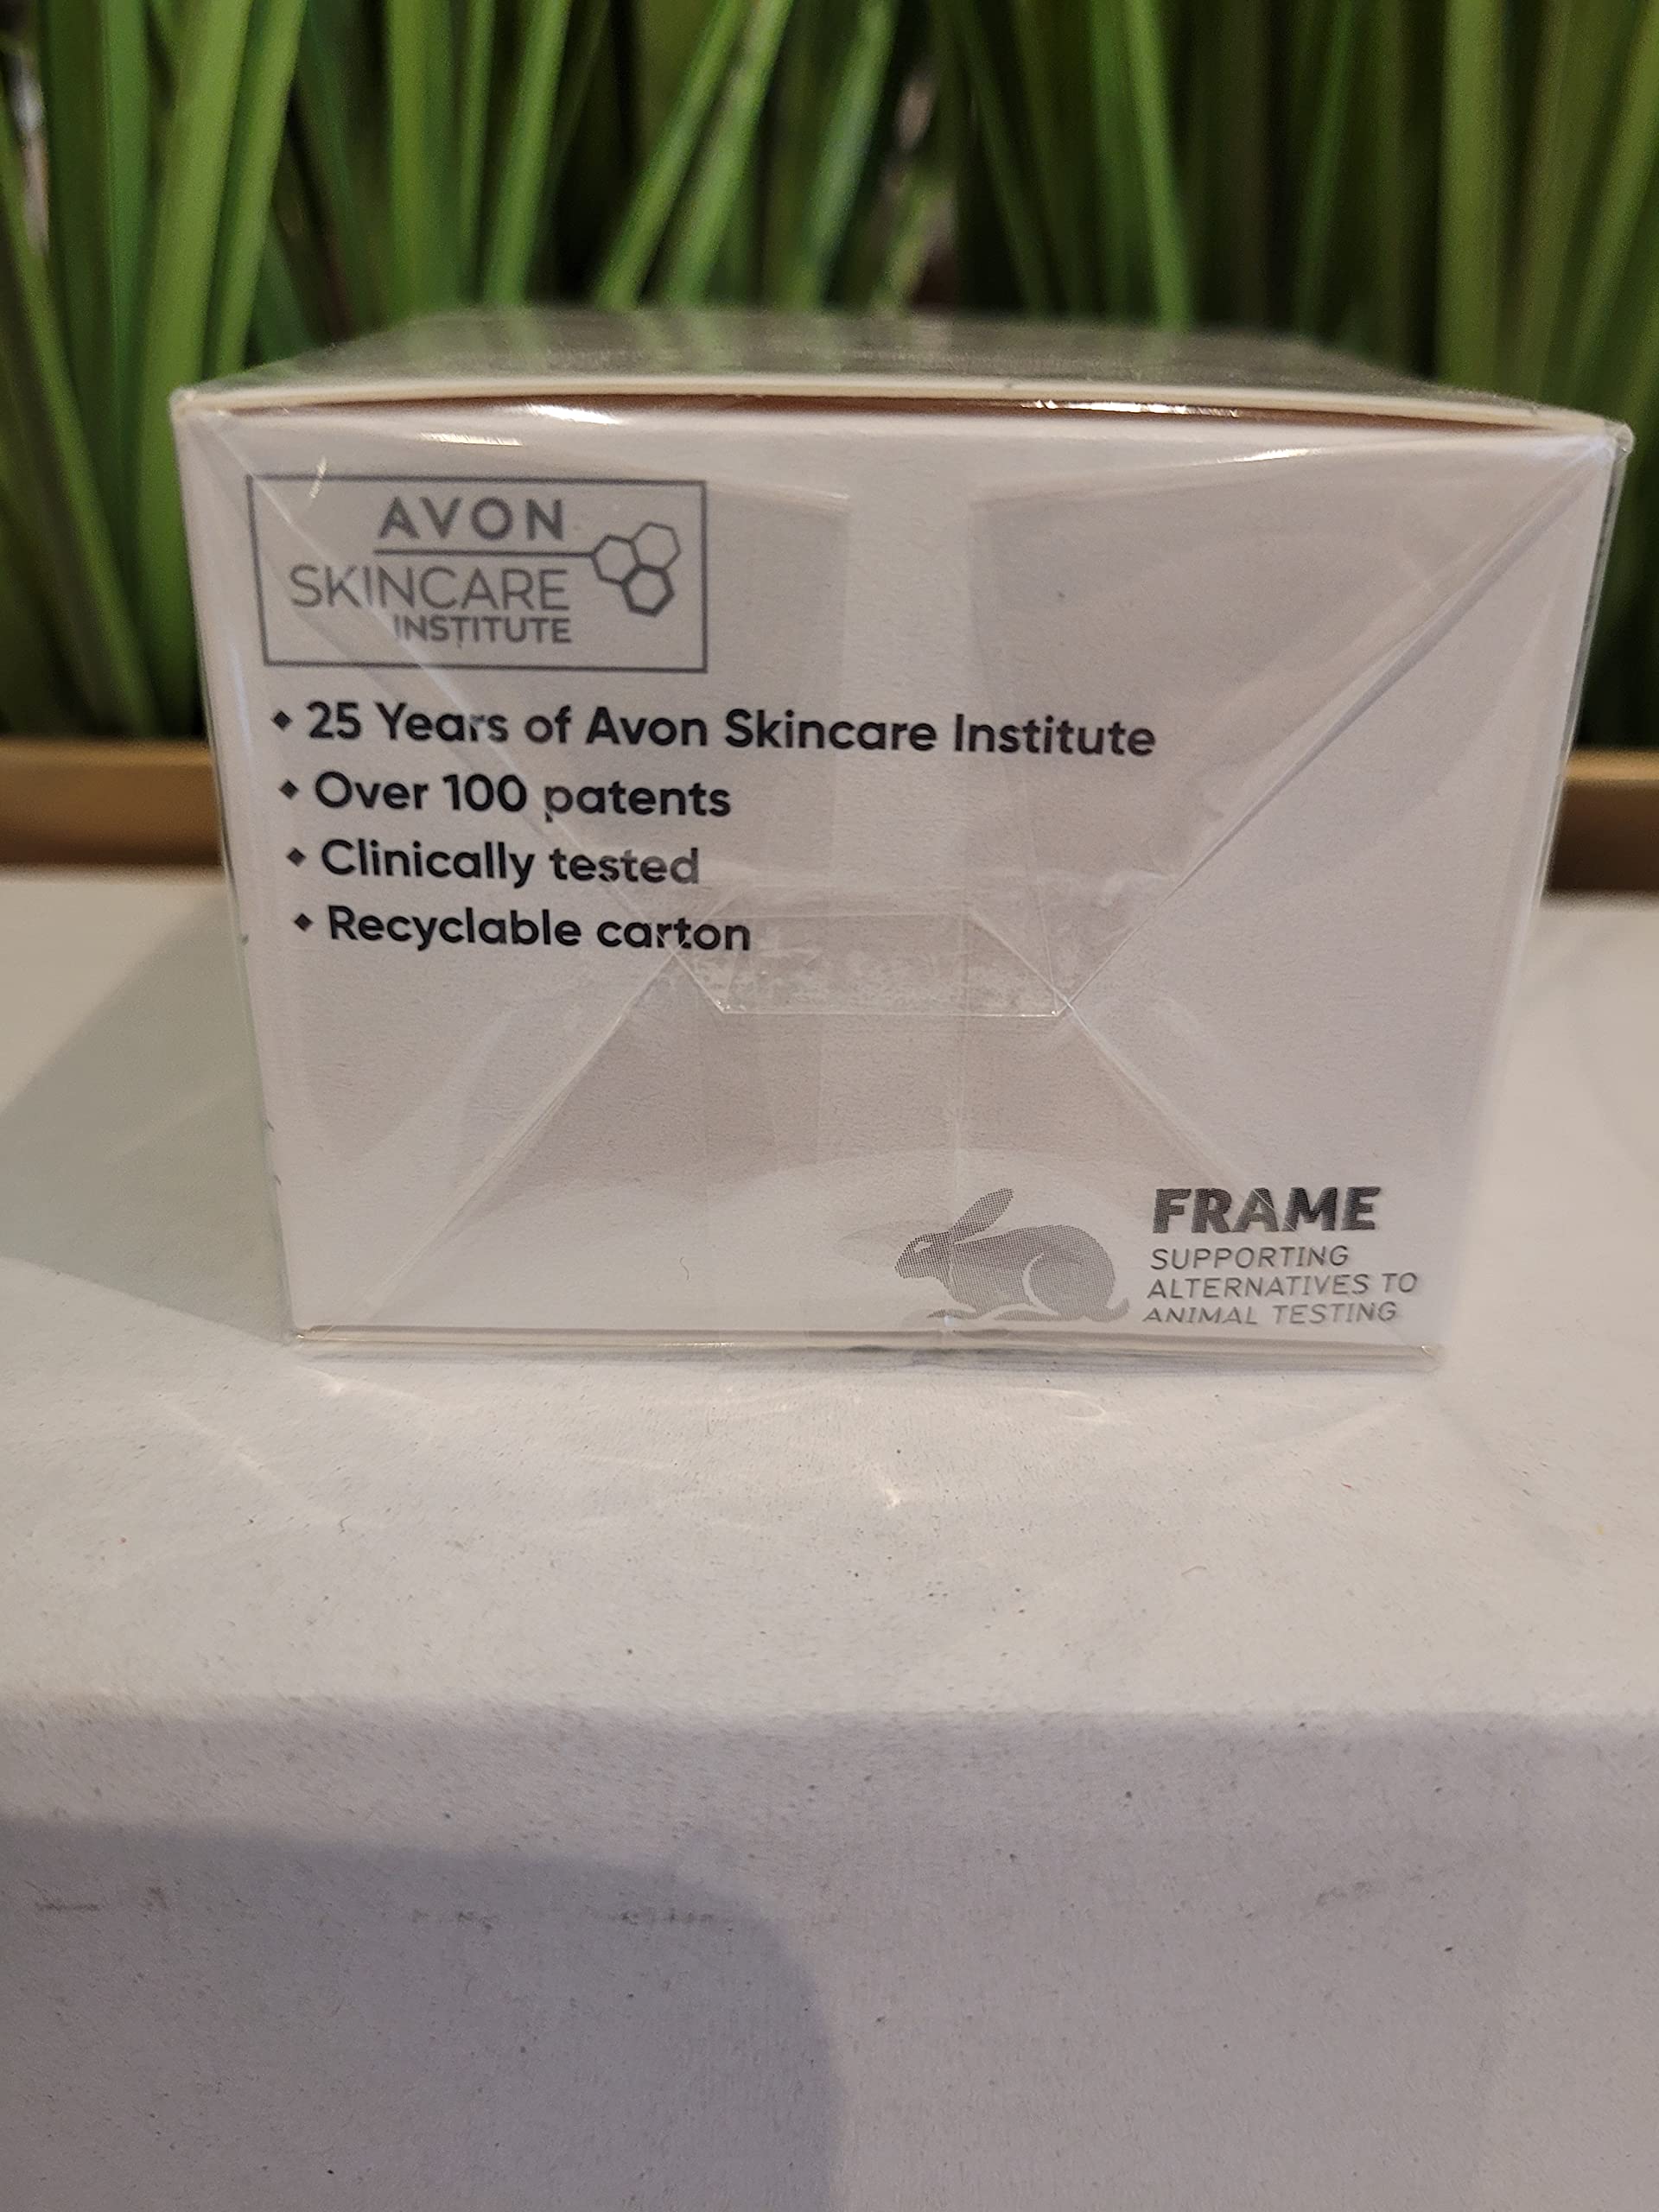 AVON
SKINCARE
INSTITUTE
◆ 25 Years of Avon Skincare Institute
◆ Over 100 patents
◆ Clinically tested
◆ Recyclable carton
FRAME
SUPPORTING
ALTERNATIVES TO
ANIMAL TESTING